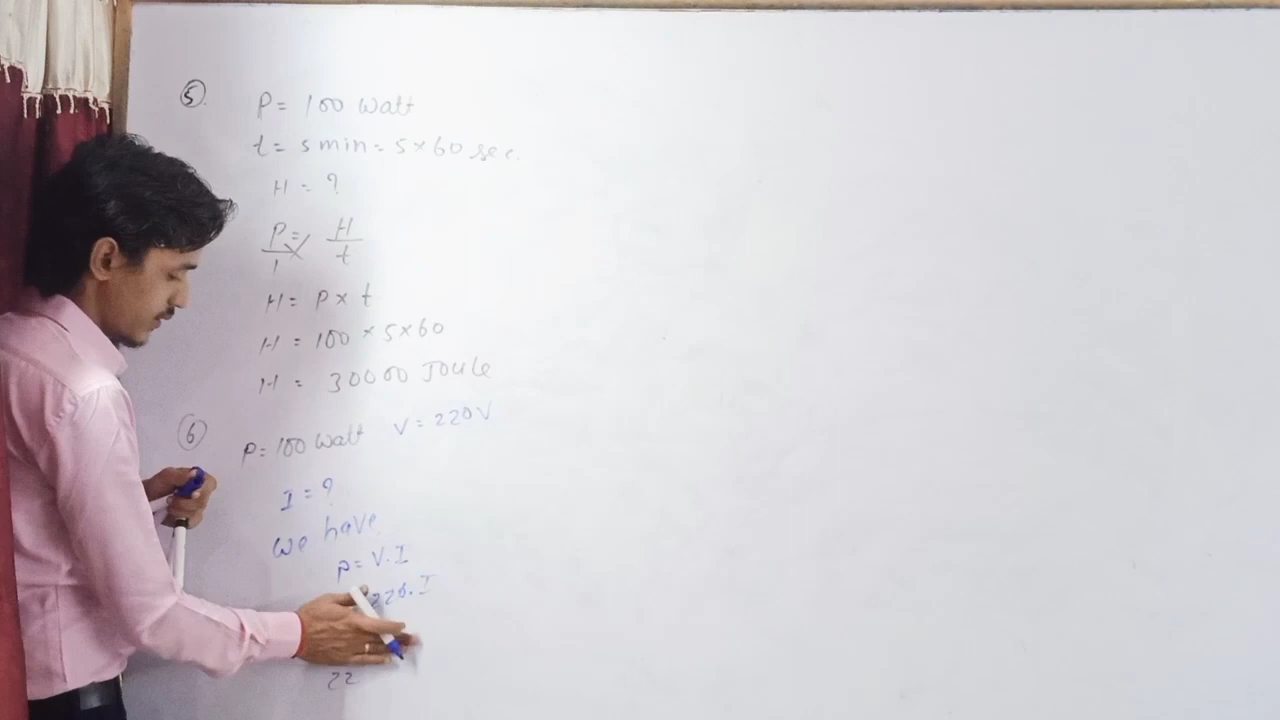 5.
P = 100 watt
t = 5 min = 5 × 60 sec.
H = ?
P/1 = H/t
H = P × t
H = 100 × 5 × 60
H = 30000 Joule
6
P = 100 watt V = 220V
I = ?
we have
P = V.I
220.I
22